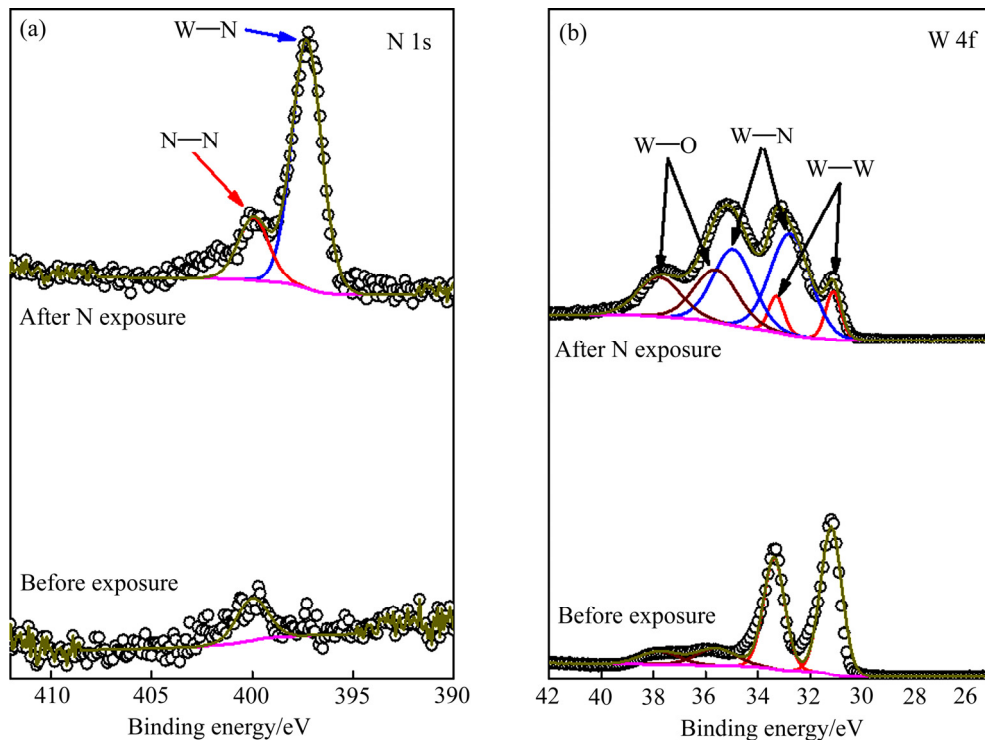 (a)
N 1s
W—N
N—N
After N exposure
Before exposure
410
405
400
395
390
Binding energy/eV
(b)
W 4f
W—O
W—N
W—W
After N exposure
Before exposure
42
40
38
36
34
32
30
28
26
Binding energy/eV